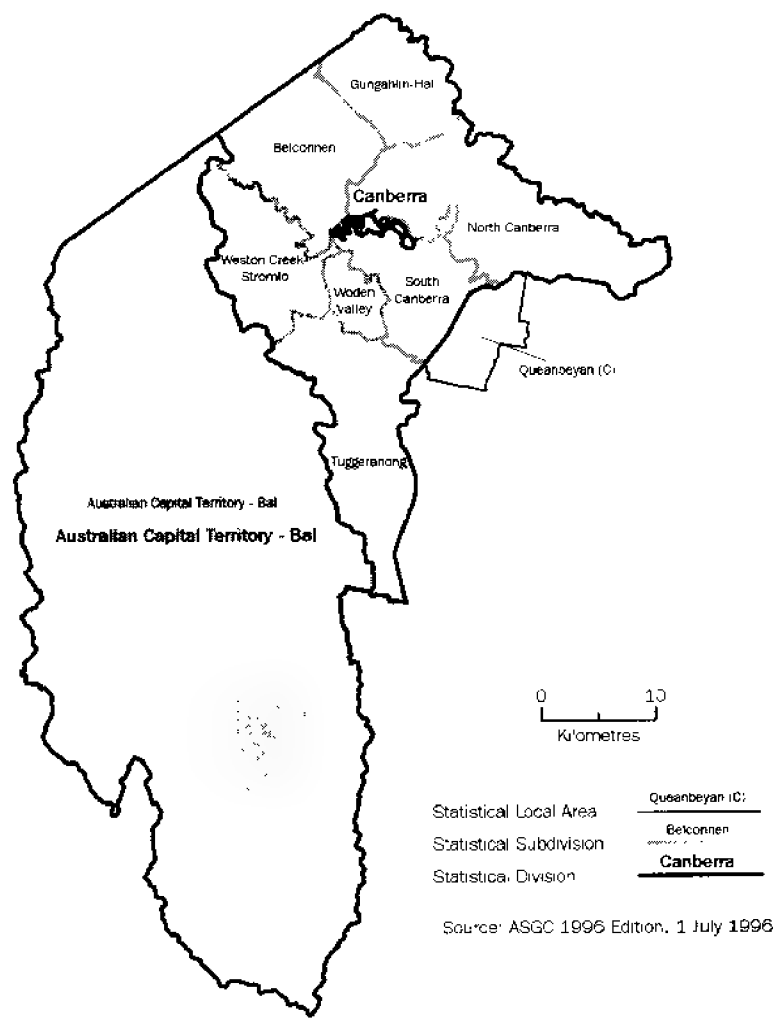 Gungahlin-Hal
Belconnen
Canberra
North Canberra
Weston Creek-
Stromlo
South
Canberra
Woden
Valley
Queanbeyan (C)
Tuggeranong
Australian Capital Territory - Bal
Australian Capital Territory - Bal
0 10
Kilometres
Statistical Local Area Queanbeyan (C)
Statistical Subdivision Belconnen
Statistical Division Canberra
Source: ASGC 1996 Edition, 1 July 1996